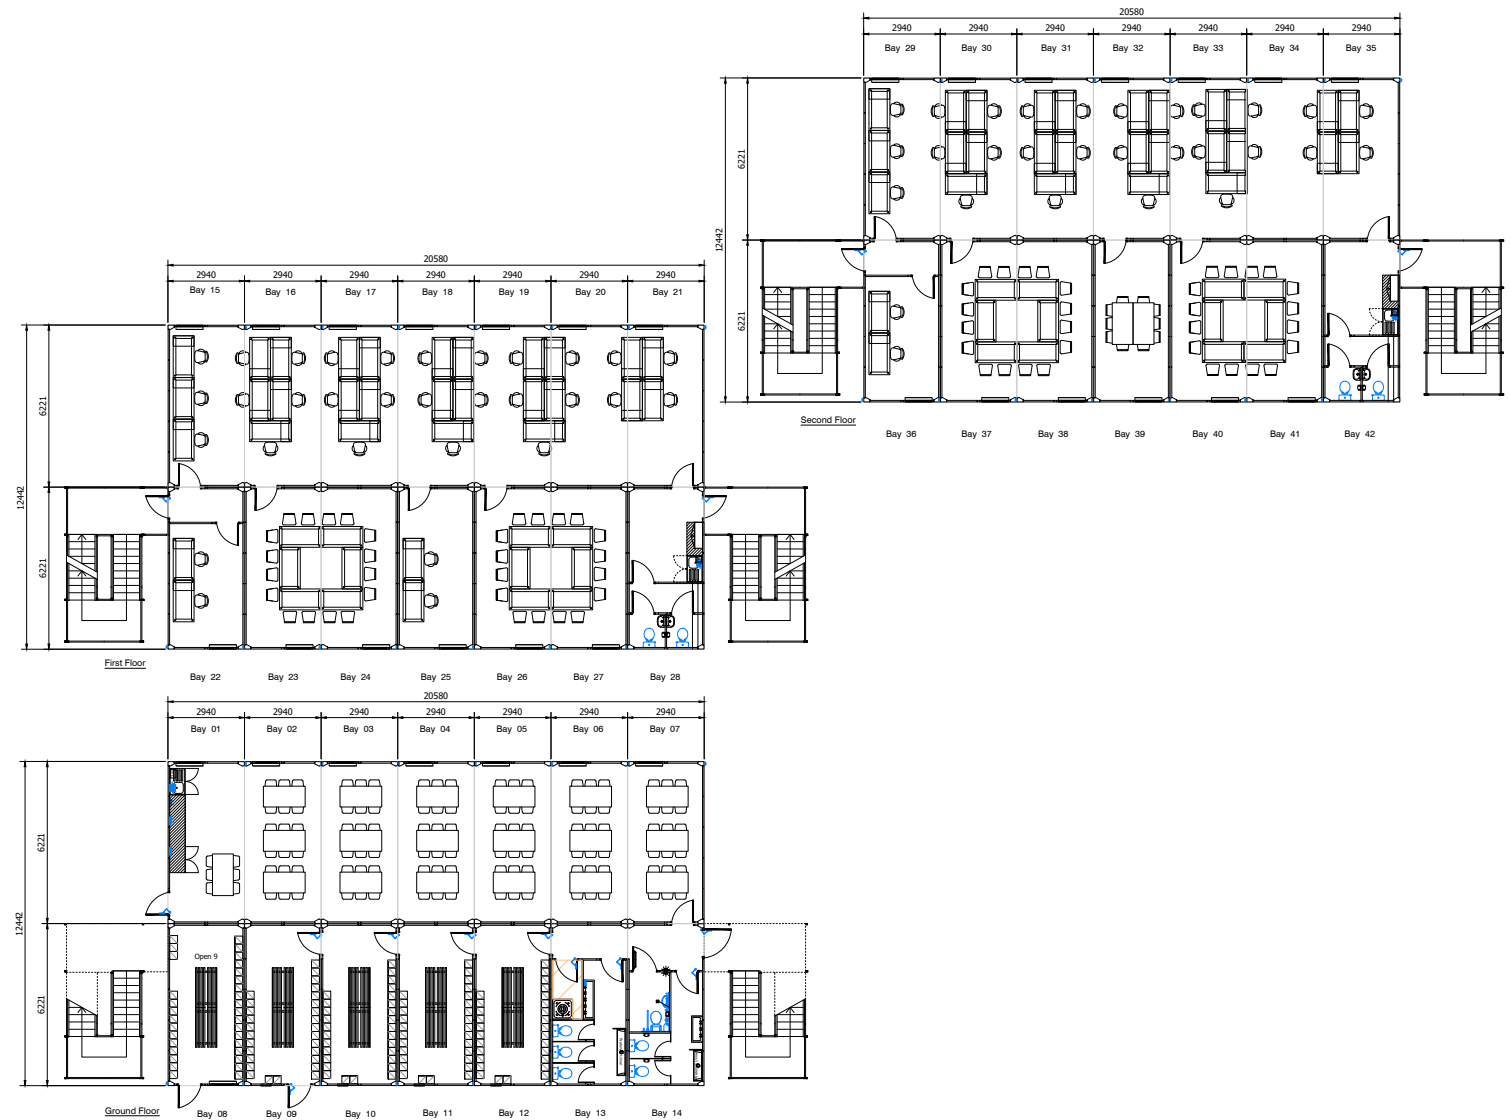 20580
2940 2940 2940 2940 2940 2940 2940
Bay 29 Bay 30 Bay 31 Bay 32 Bay 33 Bay 34 Bay 35
12442
6221
6221
Second Floor
Bay 36 Bay 37 Bay 38 Bay 39 Bay 40 Bay 41 Bay 42
20580
2940 2940 2940 2940 2940 2940 2940
Bay 15 Bay 16 Bay 17 Bay 18 Bay 19 Bay 20 Bay 21
12442
6221
6221
First Floor
Bay 22 Bay 23 Bay 24 Bay 25 Bay 26 Bay 27 Bay 28
20580
2940 2940 2940 2940 2940 2940 2940
Bay 01 Bay 02 Bay 03 Bay 04 Bay 05 Bay 06 Bay 07
12442
6221
6221
Open 9
Ground Floor
Bay 08 Bay 09 Bay 10 Bay 11 Bay 12 Bay 13 Bay 14